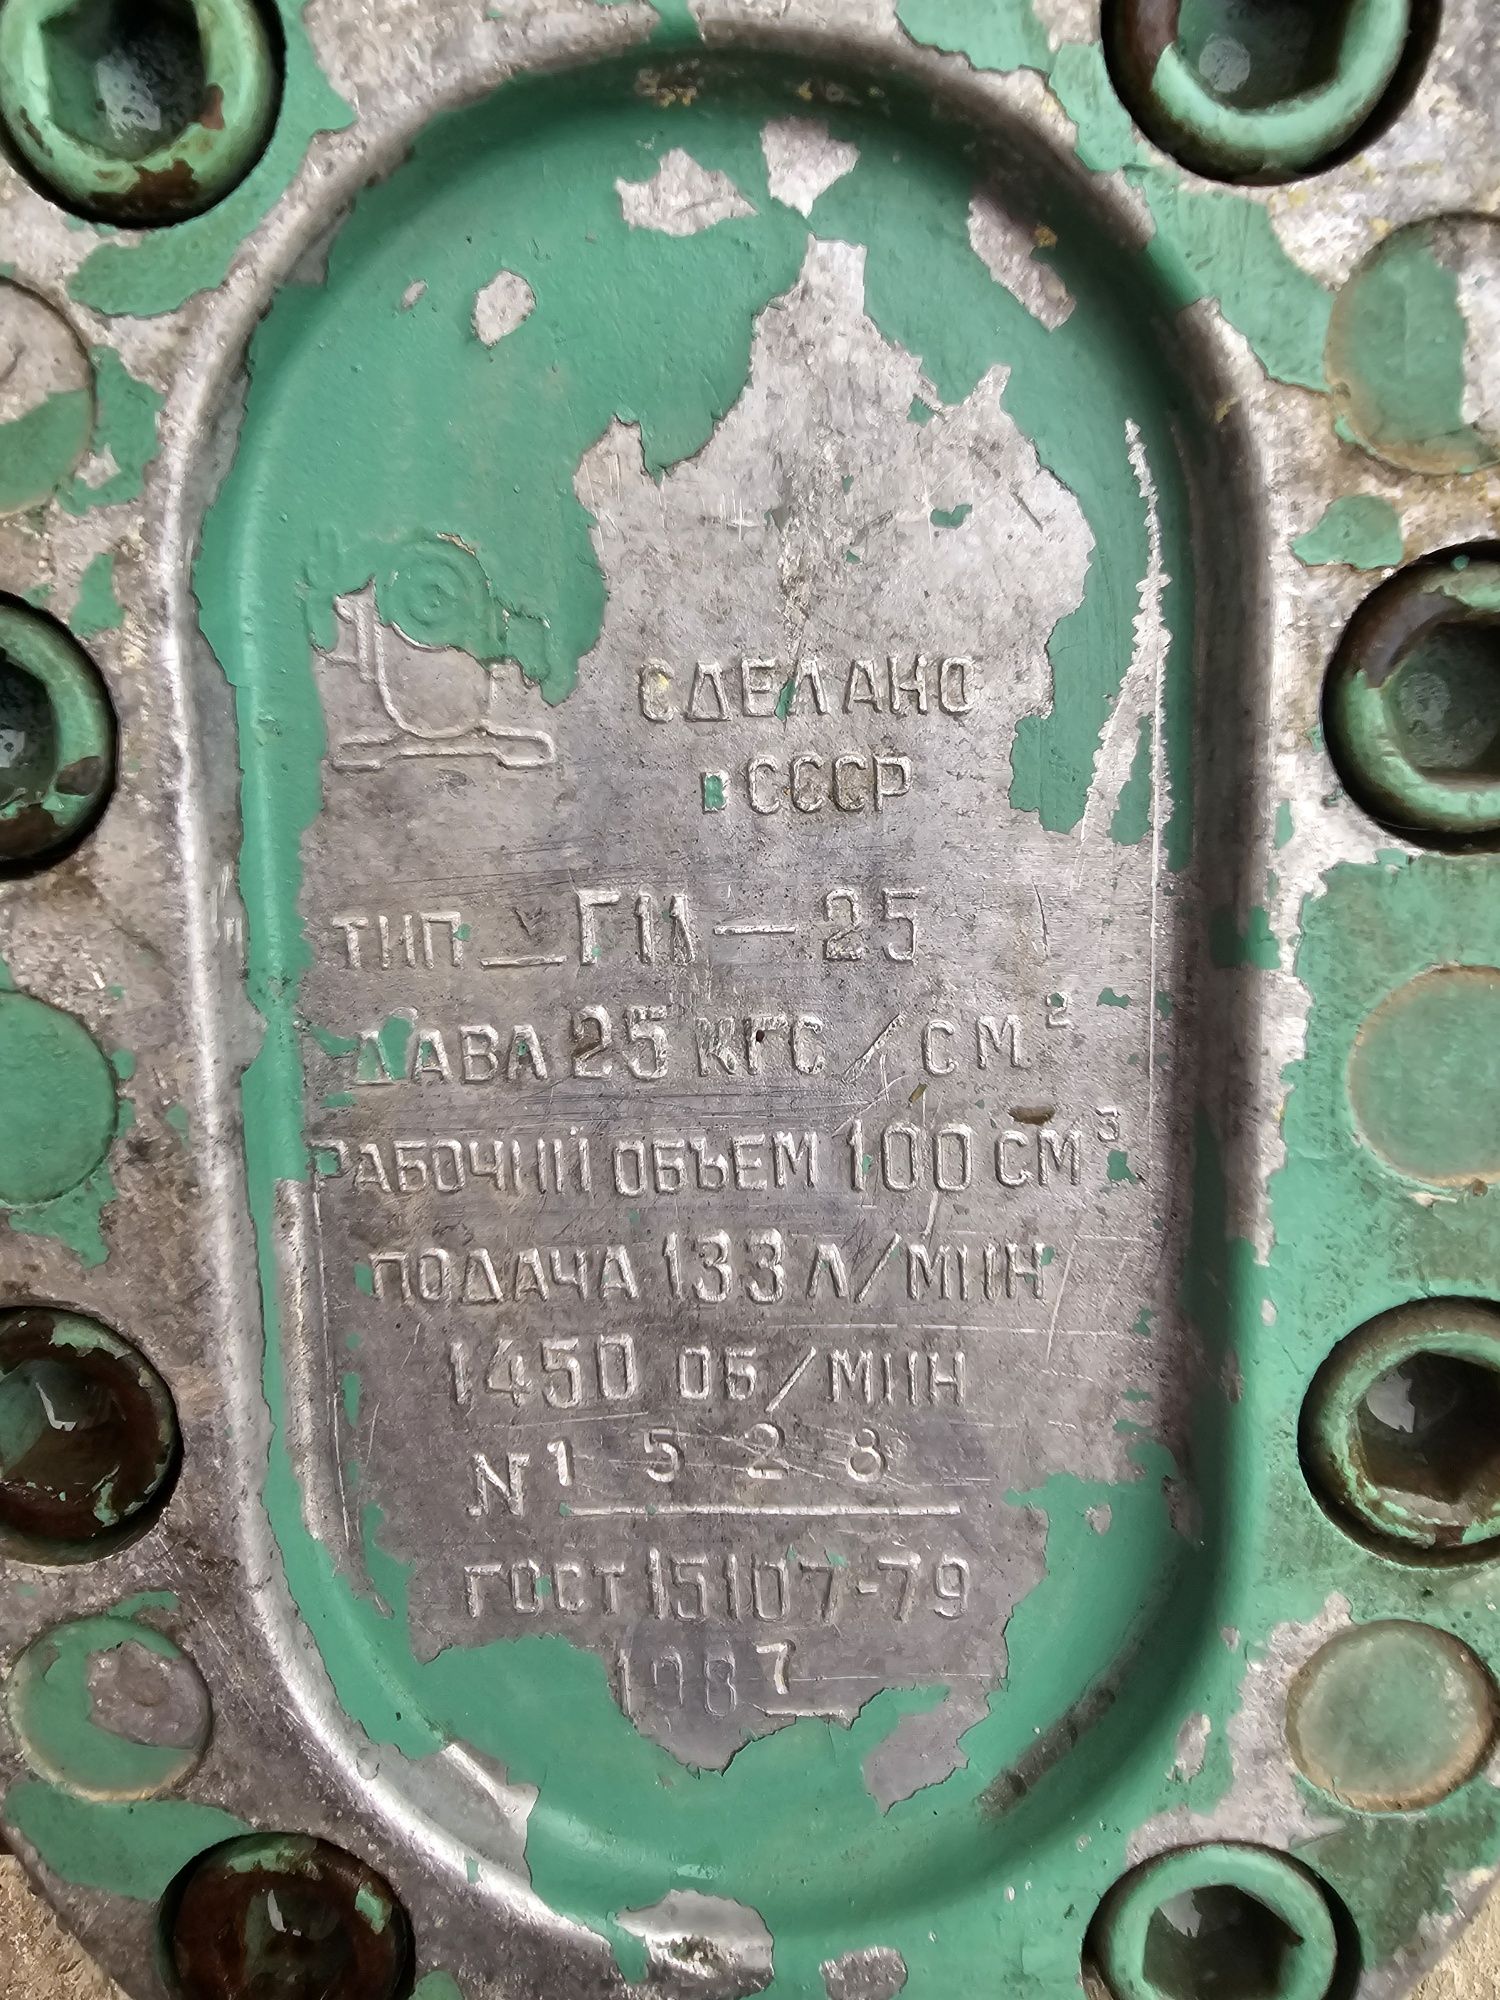 СДЕЛАНО
в СССР
ТИП Г11-25
ДАВЛ 25 КГС/СМ²
РАБОЧИЙ ОБЪЕМ 100 СМ³
ПОДАЧА 133 Л/МИН
1450 ОБ/МИН
№ 1528
ГОСТ 15107-79
1987